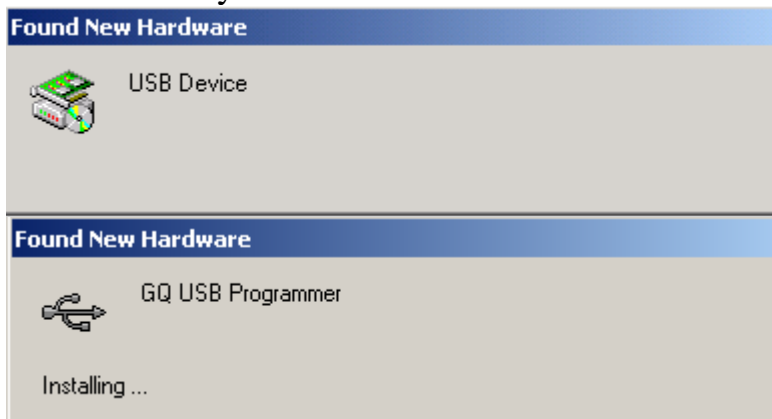 Found New Hardware
USB Device
Found New Hardware
GQ USB Programmer
Installing ...